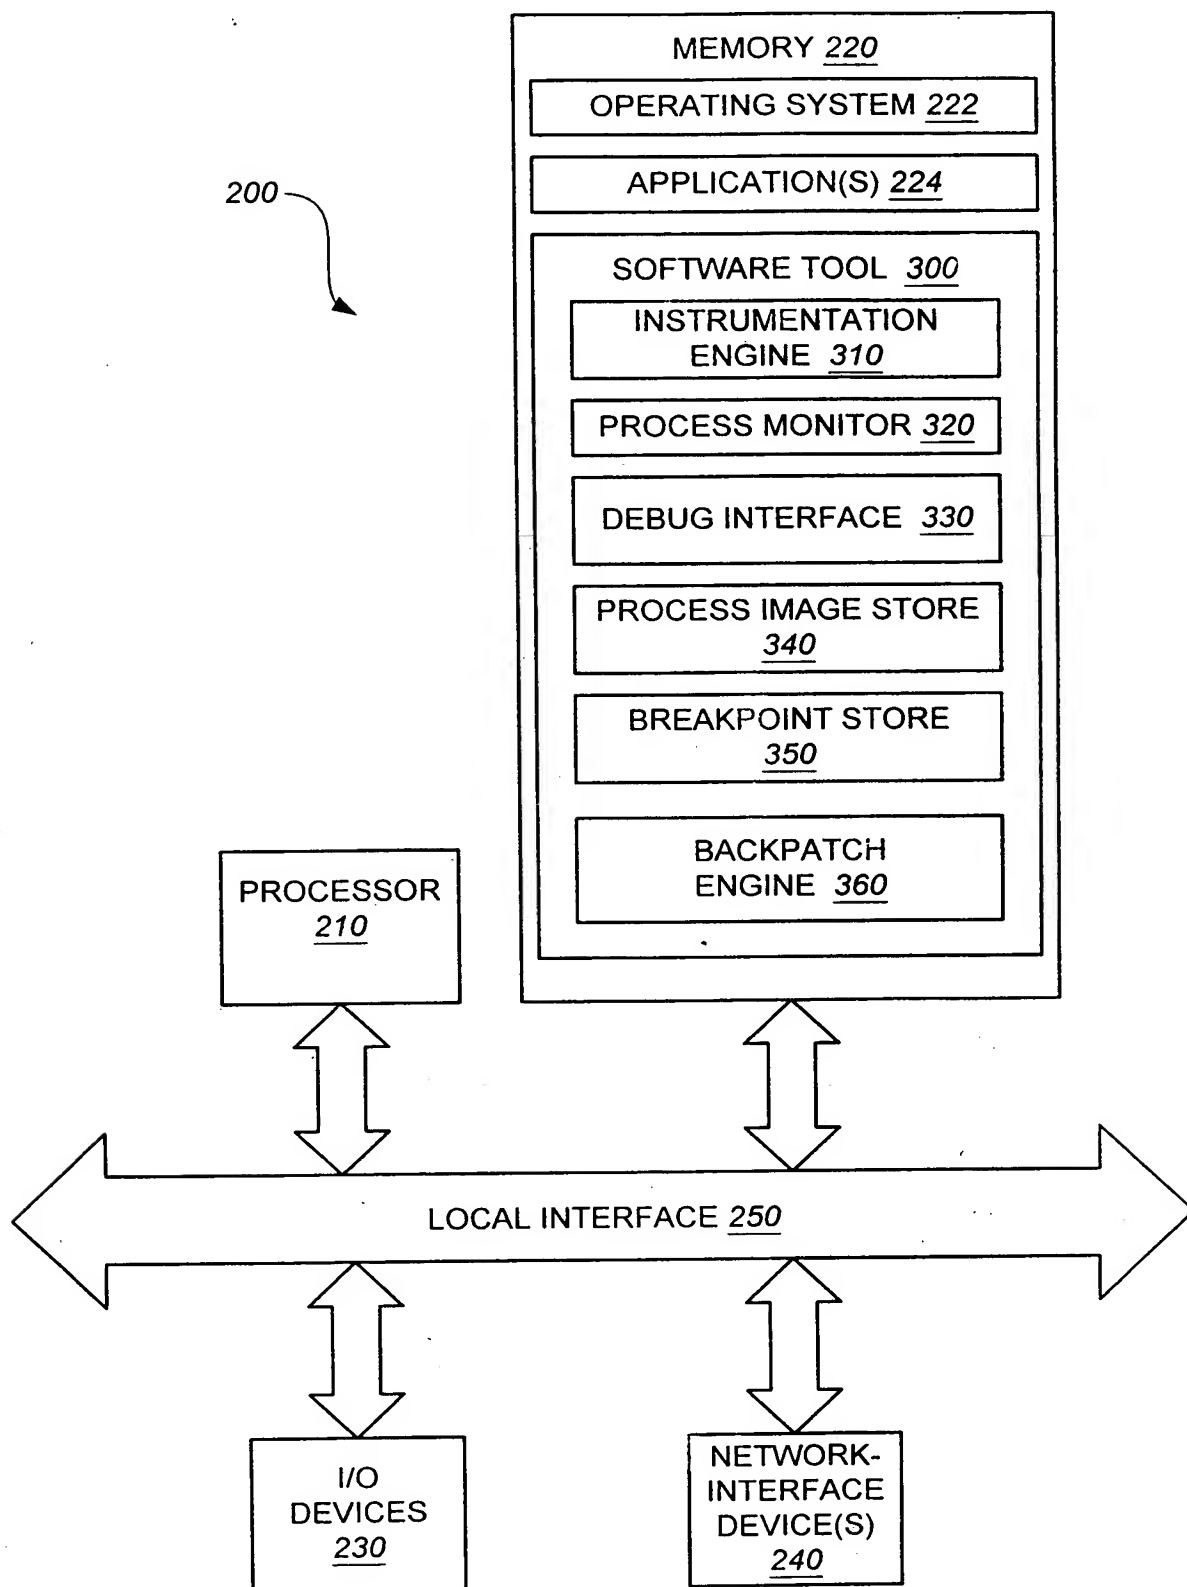 MEMORY 220
OPERATING SYSTEM 222
APPLICATION(S) 224
200
SOFTWARE TOOL 300
INSTRUMENTATION
ENGINE 310
PROCESS MONITOR 320
DEBUG INTERFACE 330
PROCESS IMAGE STORE
340
BREAKPOINT STORE
350
BACKPATCH
ENGINE 360
PROCESSOR
210
LOCAL INTERFACE 250
I/O
DEVICES
230
NETWORK-
INTERFACE
DEVICE(S)
240